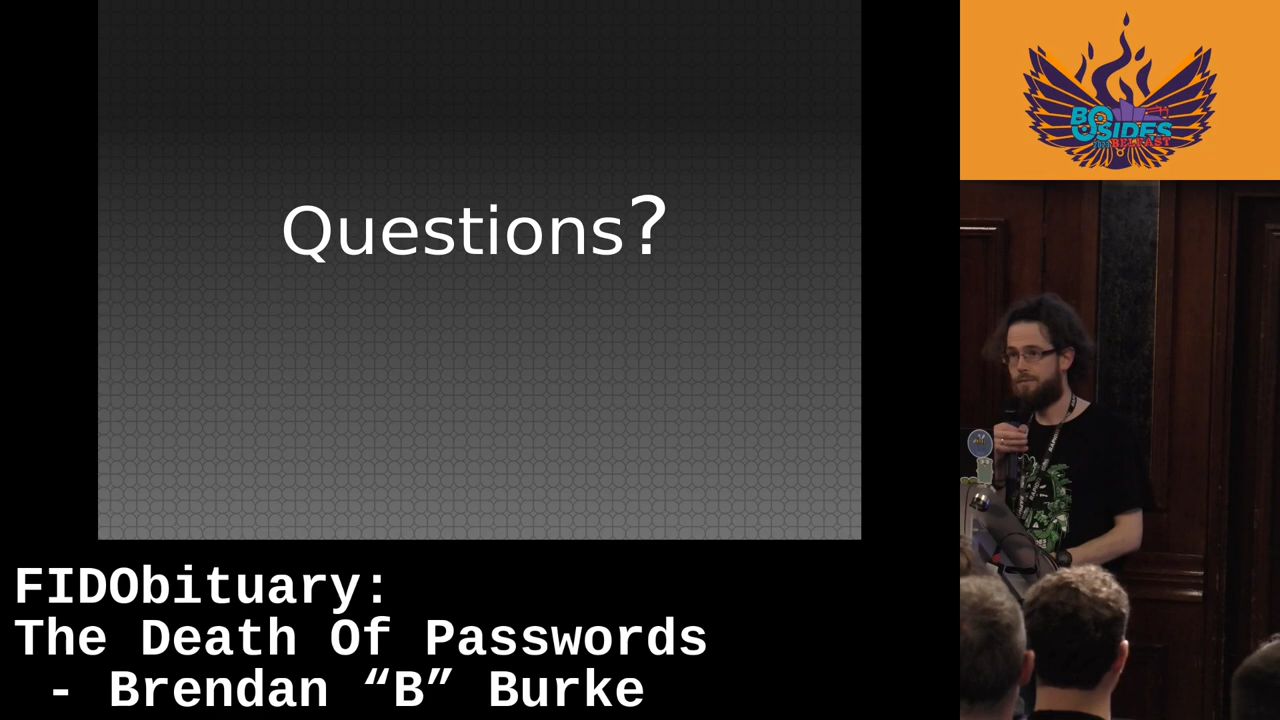 Questions?
BSIDES
BELFAST
FIDObituary:
The Death Of Passwords
- Brendan “B” Burke